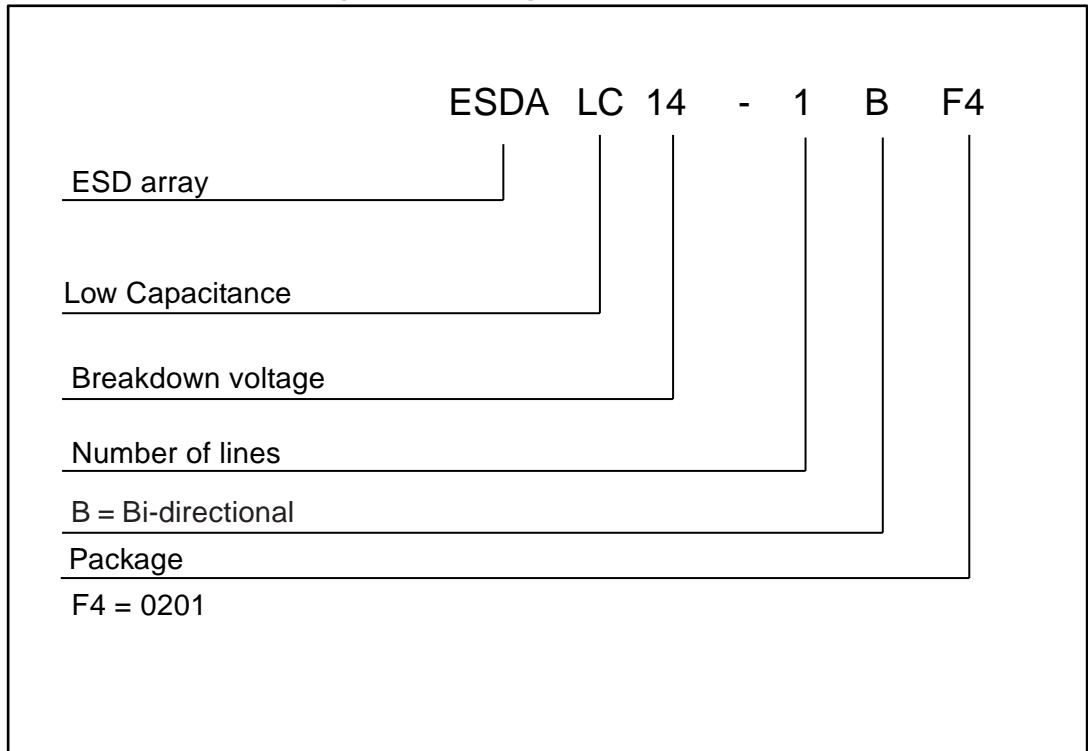 ESDA LC 14 - 1 B F4
ESD array
Low Capacitance
Breakdown voltage
Number of lines
B = Bi-directional
Package
F4 = 0201